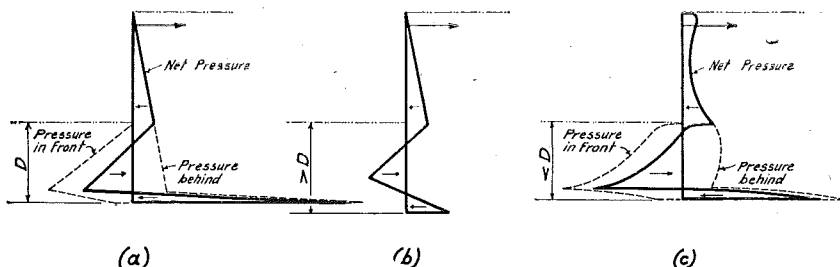 Net Pressure
Pressure
in Front
D
Pressure
behind
(a)
> D
(b)
Net
Pressure
Pressure
in Front
< D
Pressure
behind
(c)